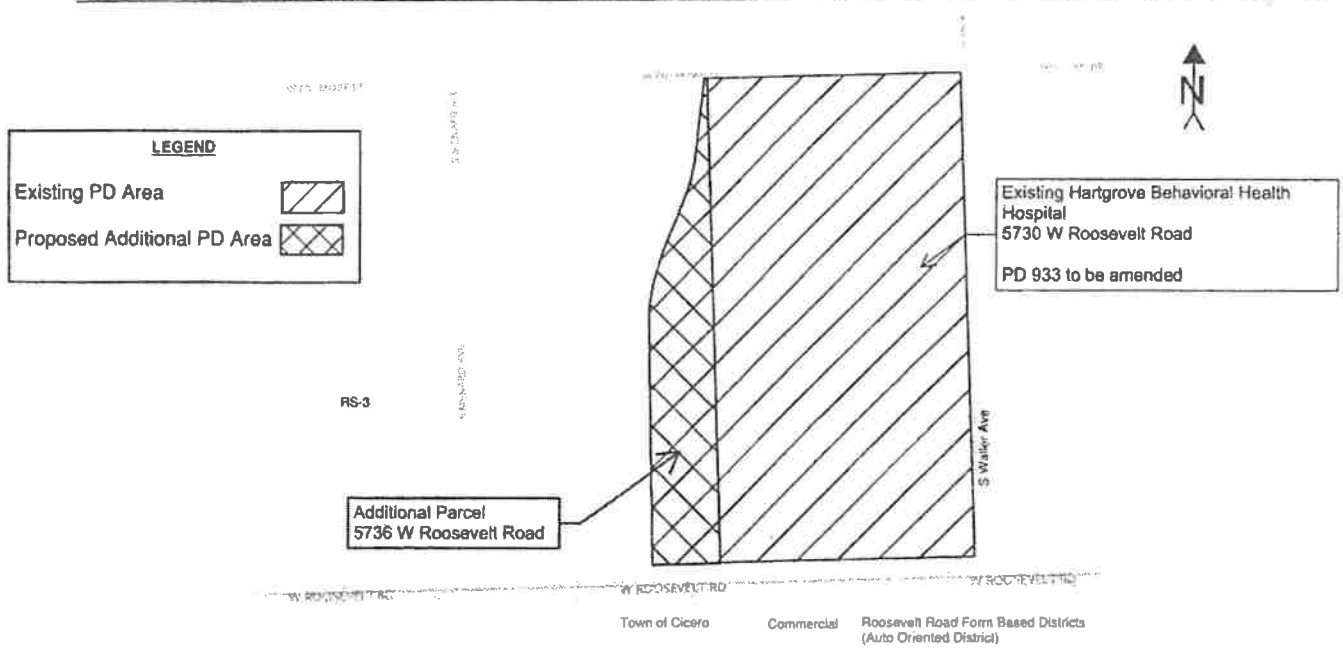 N
LEGEND
Existing PD Area
Proposed Additional PD Area
Existing Hartgrove Behavioral Health
Hospital
5730 W Roosevelt Road
PD 933 to be amended
RS-3
S Waller Ave
Additional Parcel
5736 W Roosevelt Road
W ROOSEVELT RD
W ROOSEVELT RD
W ROOSEVELT RD
Town of Cicero
Commercial
Roosevelt Road Form Based Districts
(Auto Oriented District)